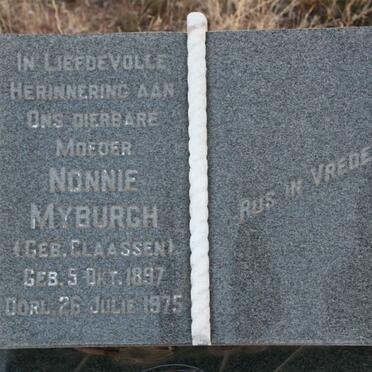 In Liefdevolle
Herinnering aan
Ons dierbare
Moeder
Nonnie
Myburgh
(Geb. Claassen)
Geb. 5 Okt. 1897
Oorl. 26 Julie 1975
Rus in Vrede